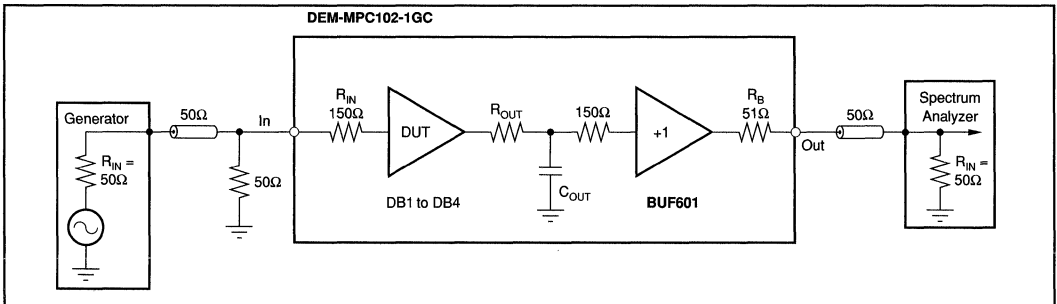 DEM-MPC102-1GC
Generator
50Ω
In
R_IN
150Ω
DUT
R_OUT
150Ω
+1
R_B
51Ω
Out
50Ω
Spectrum
Analyzer
R_IN =
50Ω
50Ω
C_OUT
R_IN =
50Ω
DB1 to DB4
BUF601